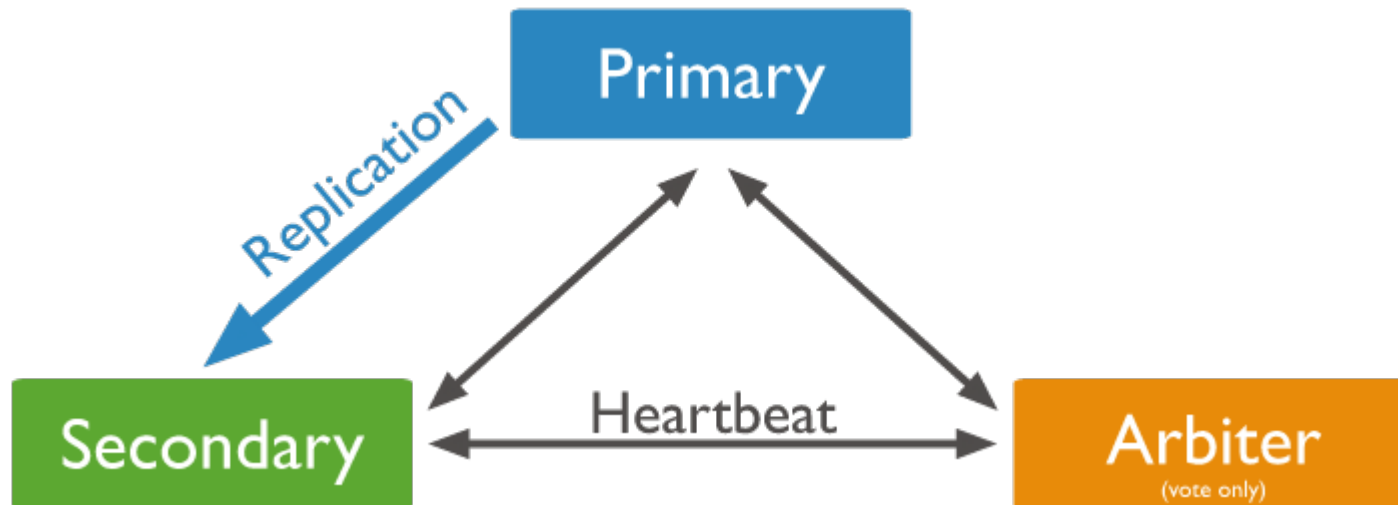 Primary
Replication
Heartbeat
Secondary
Arbiter
(vote only)